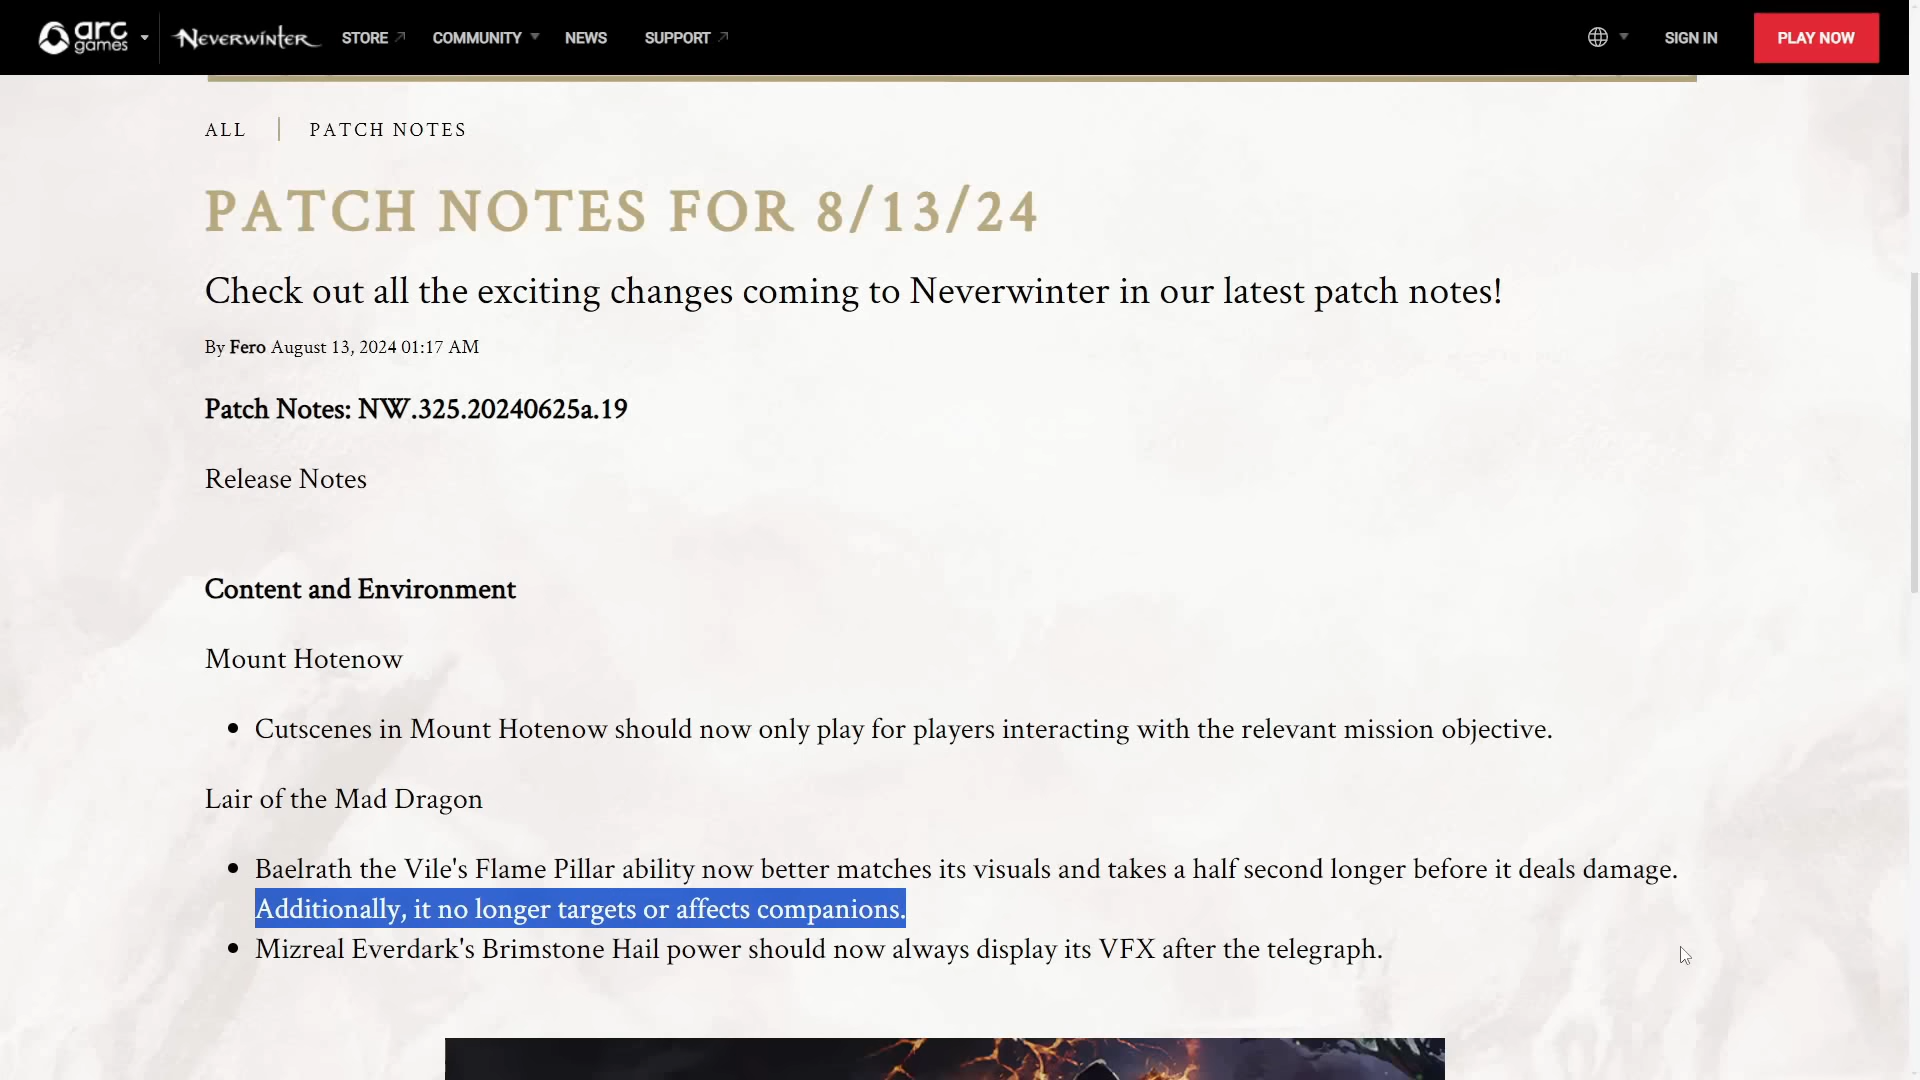 arc games NEVERWINTER STORE COMMUNITY NEWS SUPPORT SIGN IN PLAY NOW
ALL PATCH NOTES
PATCH NOTES FOR 8/13/24
Check out all the exciting changes coming to Neverwinter in our latest patch notes!
By Fero August 13, 2024 01:17 AM
Patch Notes: NW.325.20240625a.19
Release Notes
Content and Environment
Mount Hotenow
Cutscenes in Mount Hotenow should now only play for players interacting with the relevant mission objective.
Lair of the Mad Dragon
Baelrath the Vile's Flame Pillar ability now better matches its visuals and takes a half second longer before it deals damage.
Additionally, it no longer targets or affects companions.
Mizreal Everdark's Brimstone Hail power should now always display its VFX after the telegraph.